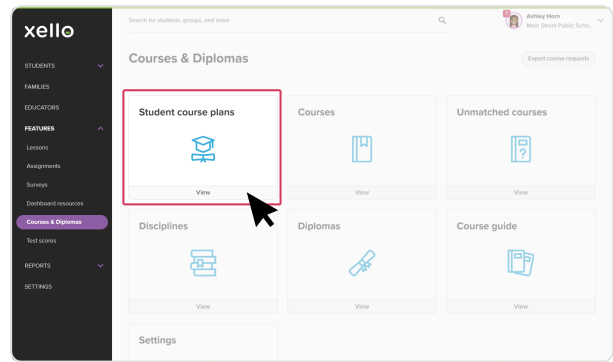 xello
Search for students, groups, and more
Ashley Horn
Main Street Public Scho...
STUDENTS
FAMILIES
EDUCATORS
FEATURES
Lessons
Assignments
Surveys
Dashboard resources
Courses & Diplomas
Test scores
REPORTS
SETTINGS
Courses & Diplomas
Export course requests
Student course plans
View
Courses
View
Unmatched courses
?
View
Disciplines
View
Diplomas
View
Course guide
View
Settings